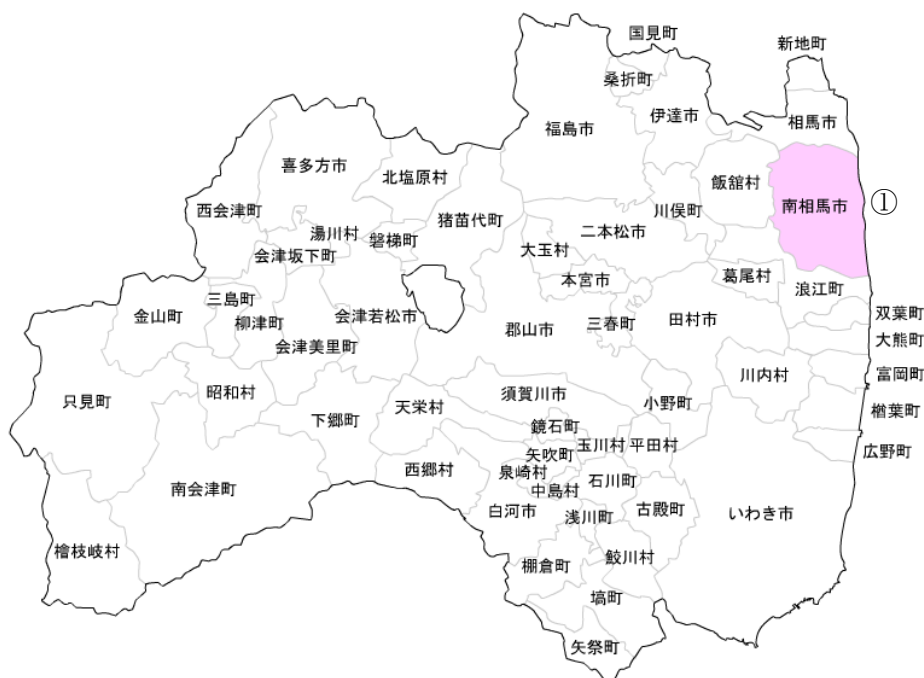 国見町
新地町
桑折町
伊達市
相馬市
福島市
喜多方市
北塩原村
飯舘村
南相馬市
①
西会津町
猪苗代町
川俣町
湯川村
磐梯町
二本松市
会津坂下町
大玉村
本宮市
葛尾村
浪江町
三島町
金山町
柳津町
会津若松市
双葉町
郡山市
三春町
田村市
大熊町
会津美里町
川内村
富岡町
昭和村
須賀川市
只見町
下郷町
天栄村
小野町
楢葉町
鏡石町
玉川村
平田村
広野町
矢吹町
西郷村
泉崎村
石川町
南会津町
中島村
白河市
浅川町
古殿町
いわき市
檜枝岐村
鮫川村
棚倉町
塙町
矢祭町